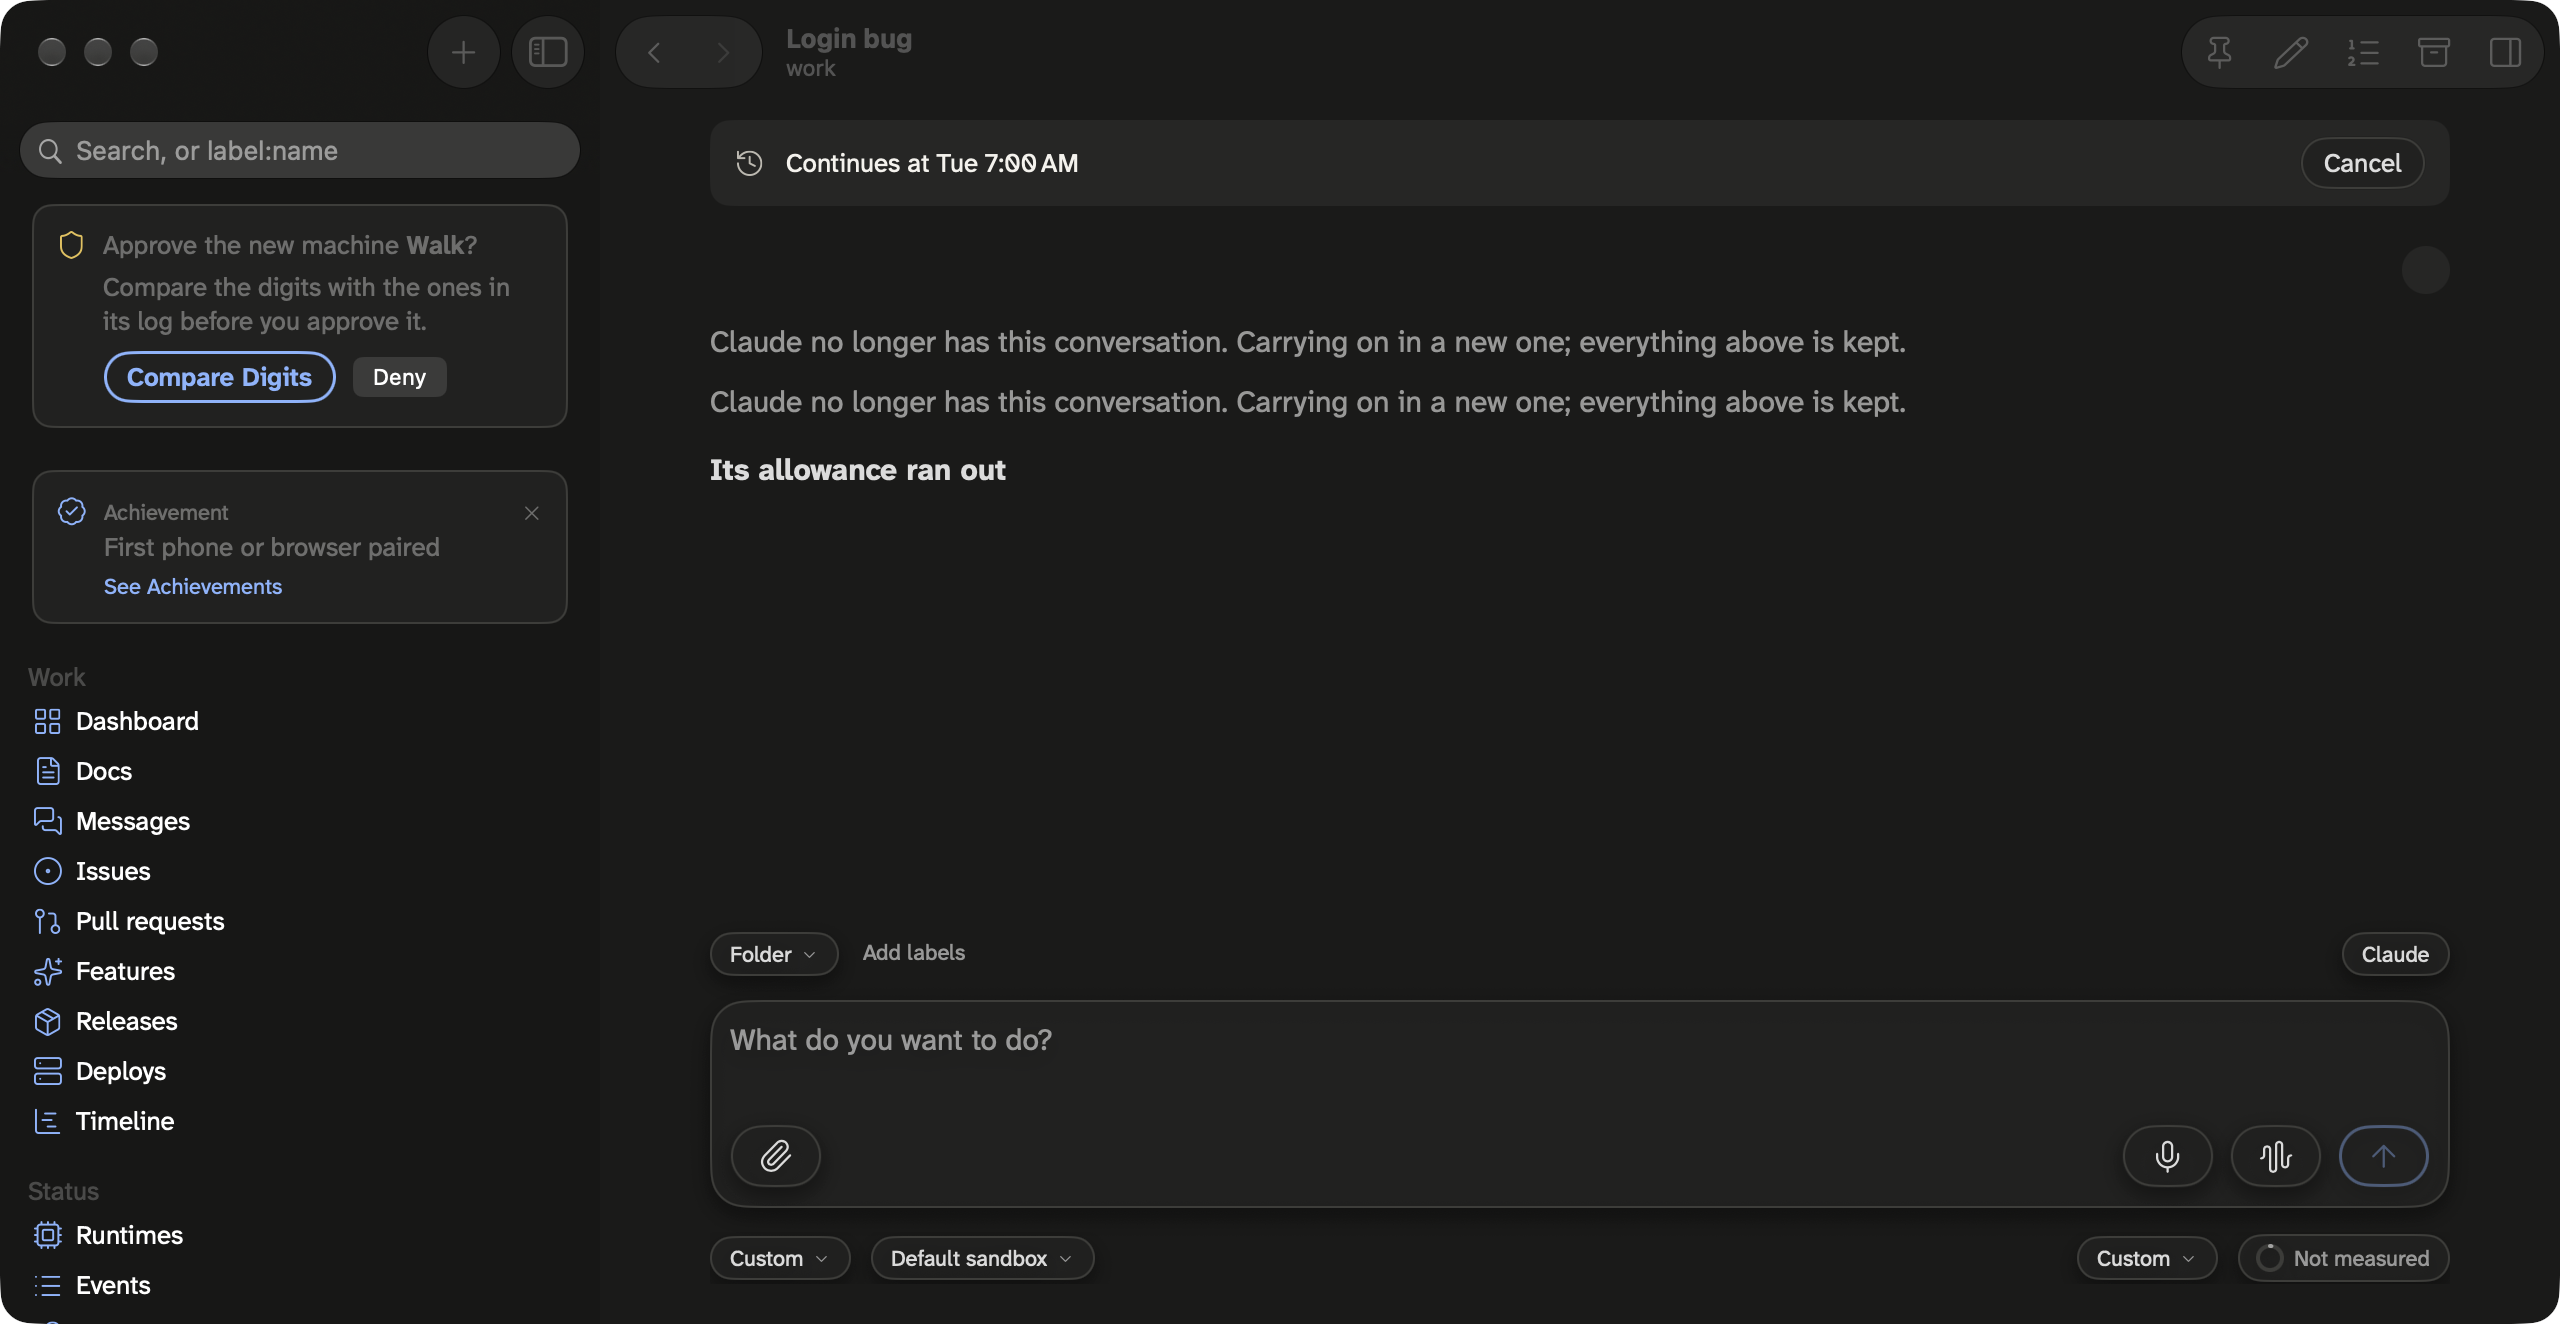 Login bug
work
Search, or label:name
Approve the new machine Walk?
Compare the digits with the ones in
its log before you approve it.
Compare Digits
Deny
Achievement
First phone or browser paired
See Achievements
Work
Dashboard
Docs
Messages
Issues
Pull requests
Features
Releases
Deploys
Timeline
Status
Runtimes
Events
Continues at Tue 7:00 AM
Cancel
Claude no longer has this conversation. Carrying on in a new one; everything above is kept.
Claude no longer has this conversation. Carrying on in a new one; everything above is kept.
Its allowance ran out
Folder
Add labels
Claude
What do you want to do?
Custom
Default sandbox
Custom
Not measured